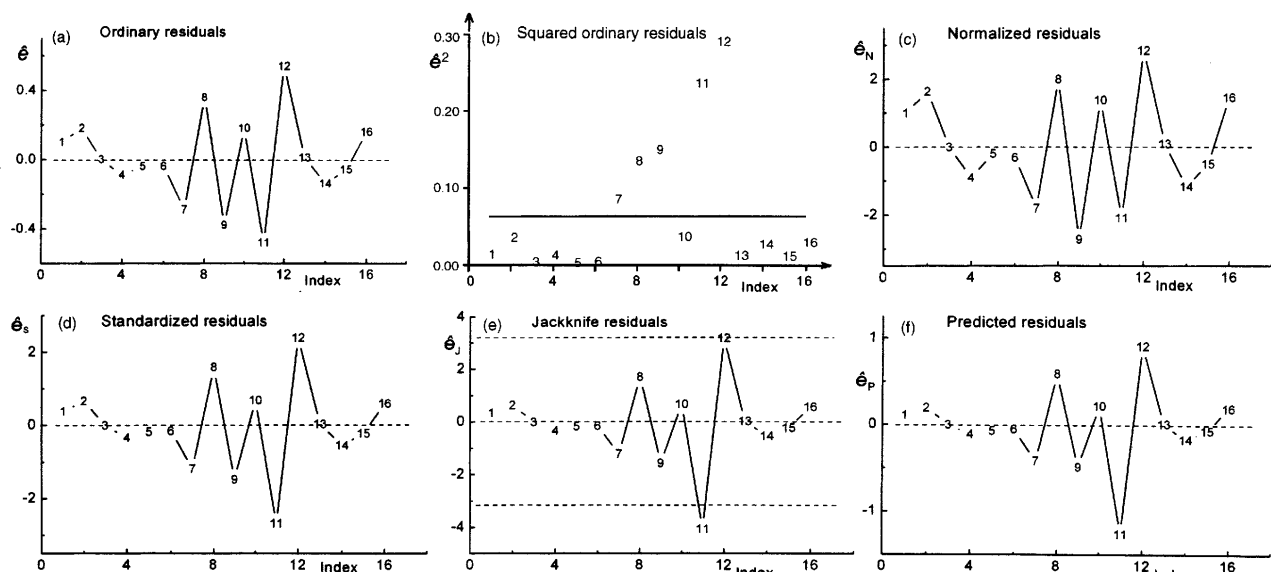 (a) Ordinary residuals
ê
0.4
0.0
-0.4
1 2 3 4 5 6 7 8 9 10 11 12 13 14 15 16
0 4 8 12 16
Index
(b) Squared ordinary residuals
ê²
0.30
0.20
0.10
0.00
1 2 3 4 5 6 7 8 9 10 11 12 13 14 15 16
0 4 8 12 16
Index
(c) Normalized residuals
ê_N
2
0
-2
1 2 3 4 5 6 7 8 9 10 11 12 13 14 15 16
0 4 8 12 16
Index
(d) Standardized residuals
ê_s
2
0
-2
1 2 3 4 5 6 7 8 9 10 11 12 13 14 15 16
0 4 8 12 16
Index
(e) Jackknife residuals
ê_J
4
2
0
-2
-4
1 2 3 4 5 6 7 8 9 10 11 12 13 14 15 16
0 4 8 12 16
Index
(f) Predicted residuals
ê_P
1
0
-1
1 2 3 4 5 6 7 8 9 10 11 12 13 14 15 16
0 4 8 12 16